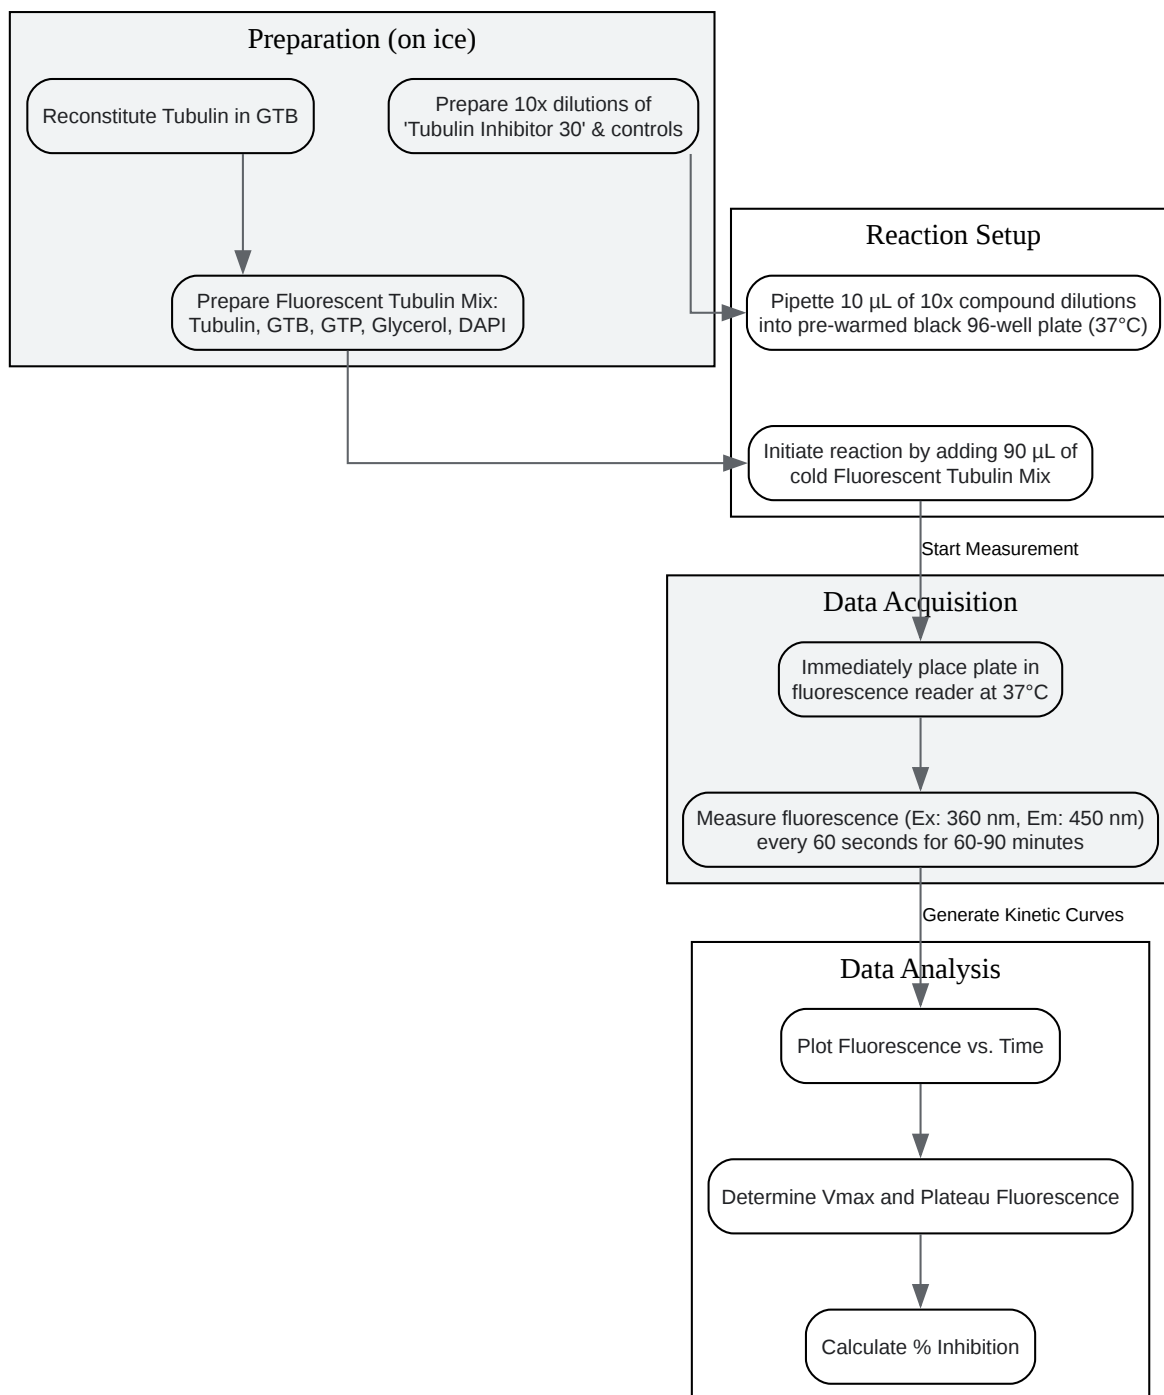 Preparation (on ice)
Reconstitute Tubulin in GTB
Prepare 10x dilutions of
'Tubulin Inhibitor 30' & controls
Prepare Fluorescent Tubulin Mix:
Tubulin, GTB, GTP, Glycerol, DAPI
Reaction Setup
Pipette 10 µL of 10x compound dilutions
into pre-warmed black 96-well plate (37°C)
Initiate reaction by adding 90 µL of
cold Fluorescent Tubulin Mix
Start Measurement
Data Acquisition
Immediately place plate in
fluorescence reader at 37°C
Measure fluorescence (Ex: 360 nm, Em: 450 nm)
every 60 seconds for 60-90 minutes
Generate Kinetic Curves
Data Analysis
Plot Fluorescence vs. Time
Determine Vmax and Plateau Fluorescence
Calculate % Inhibition